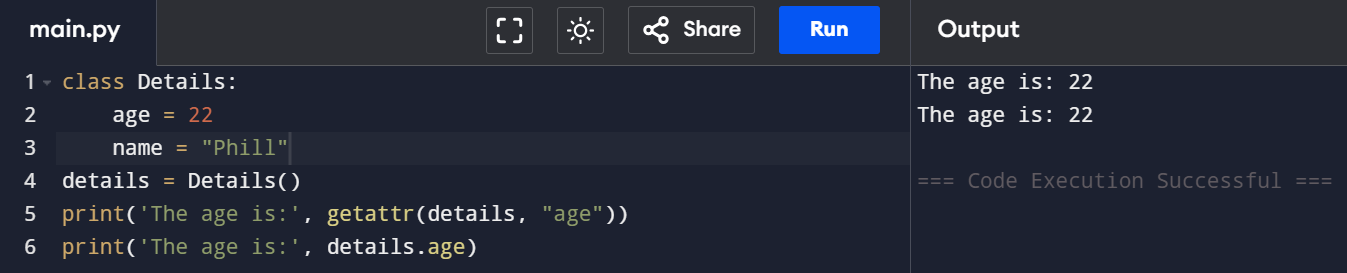 main.py Share Run Output
1 class Details:
2     age = 22
3     name = "Phill"
4 details = Details()
5 print('The age is:', getattr(details, "age"))
6 print('The age is:', details.age)
The age is: 22
The age is: 22
=== Code Execution Successful ===